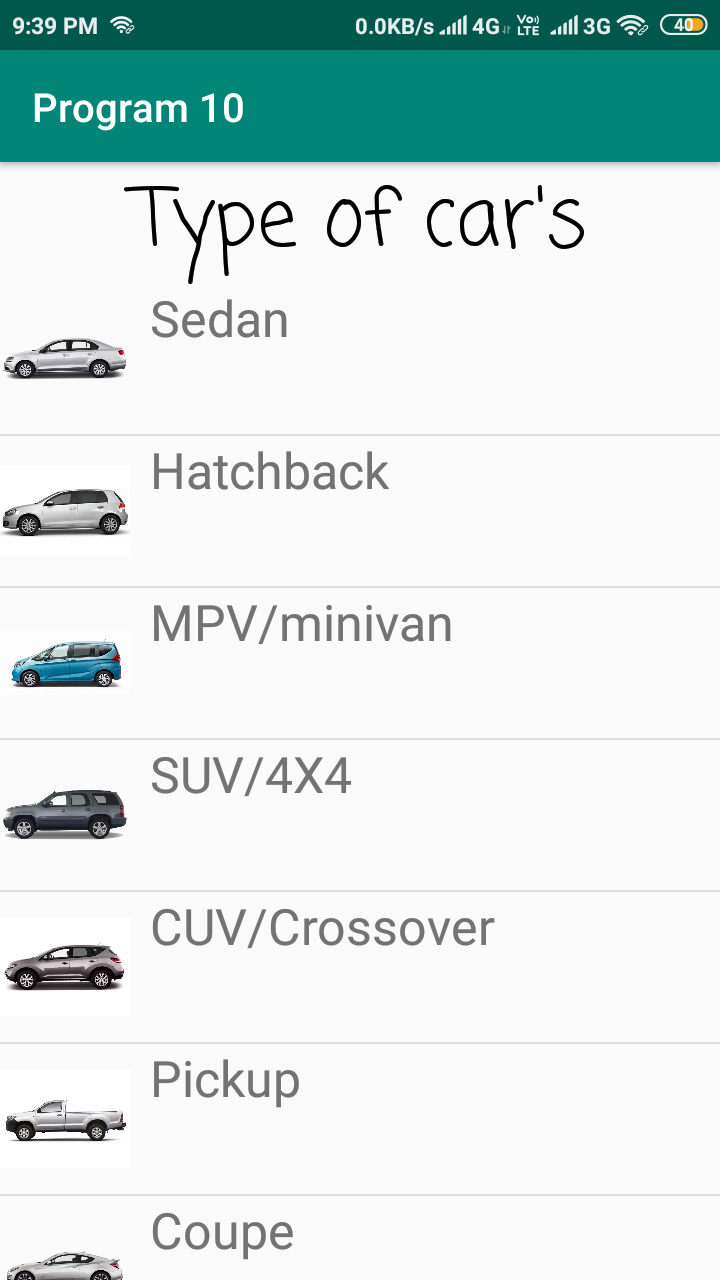 9:39 PM 0.0KB/s 4G Vo) LTE 3G 40
Program 10
Type of car's
Sedan
Hatchback
MPV/minivan
SUV/4X4
CUV/Crossover
Pickup
Coupe